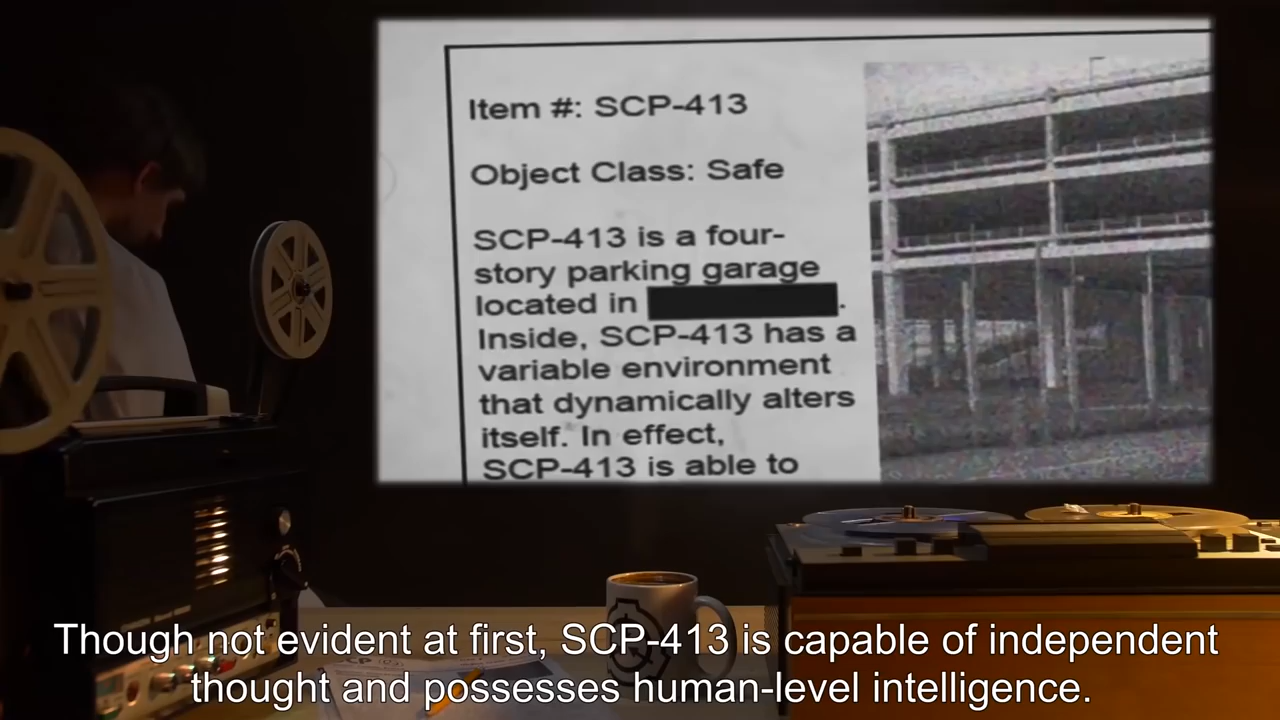 Item #: SCP-413
Object Class: Safe
SCP-413 is a four-
story parking garage
located in .
Inside, SCP-413 has a
variable environment
that dynamically alters
itself. In effect,
SCP-413 is able to
Though not evident at first, SCP-413 is capable of independent
thought and possesses human-level intelligence.